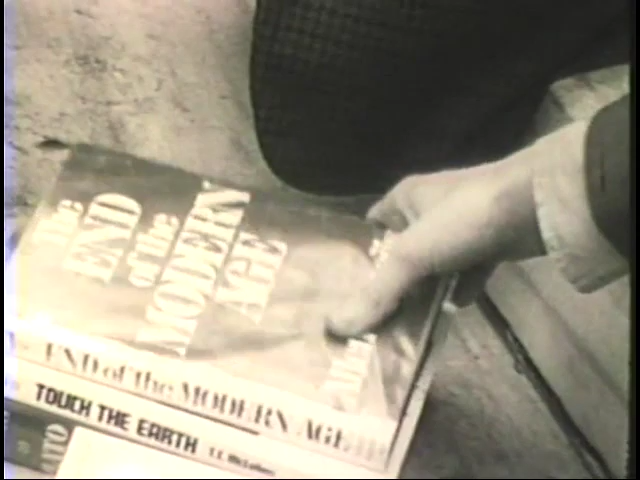 The
END
of the
MODERN
AGE
END of the MODERN AGE
TOUCH THE EARTH T.C. McLuhan